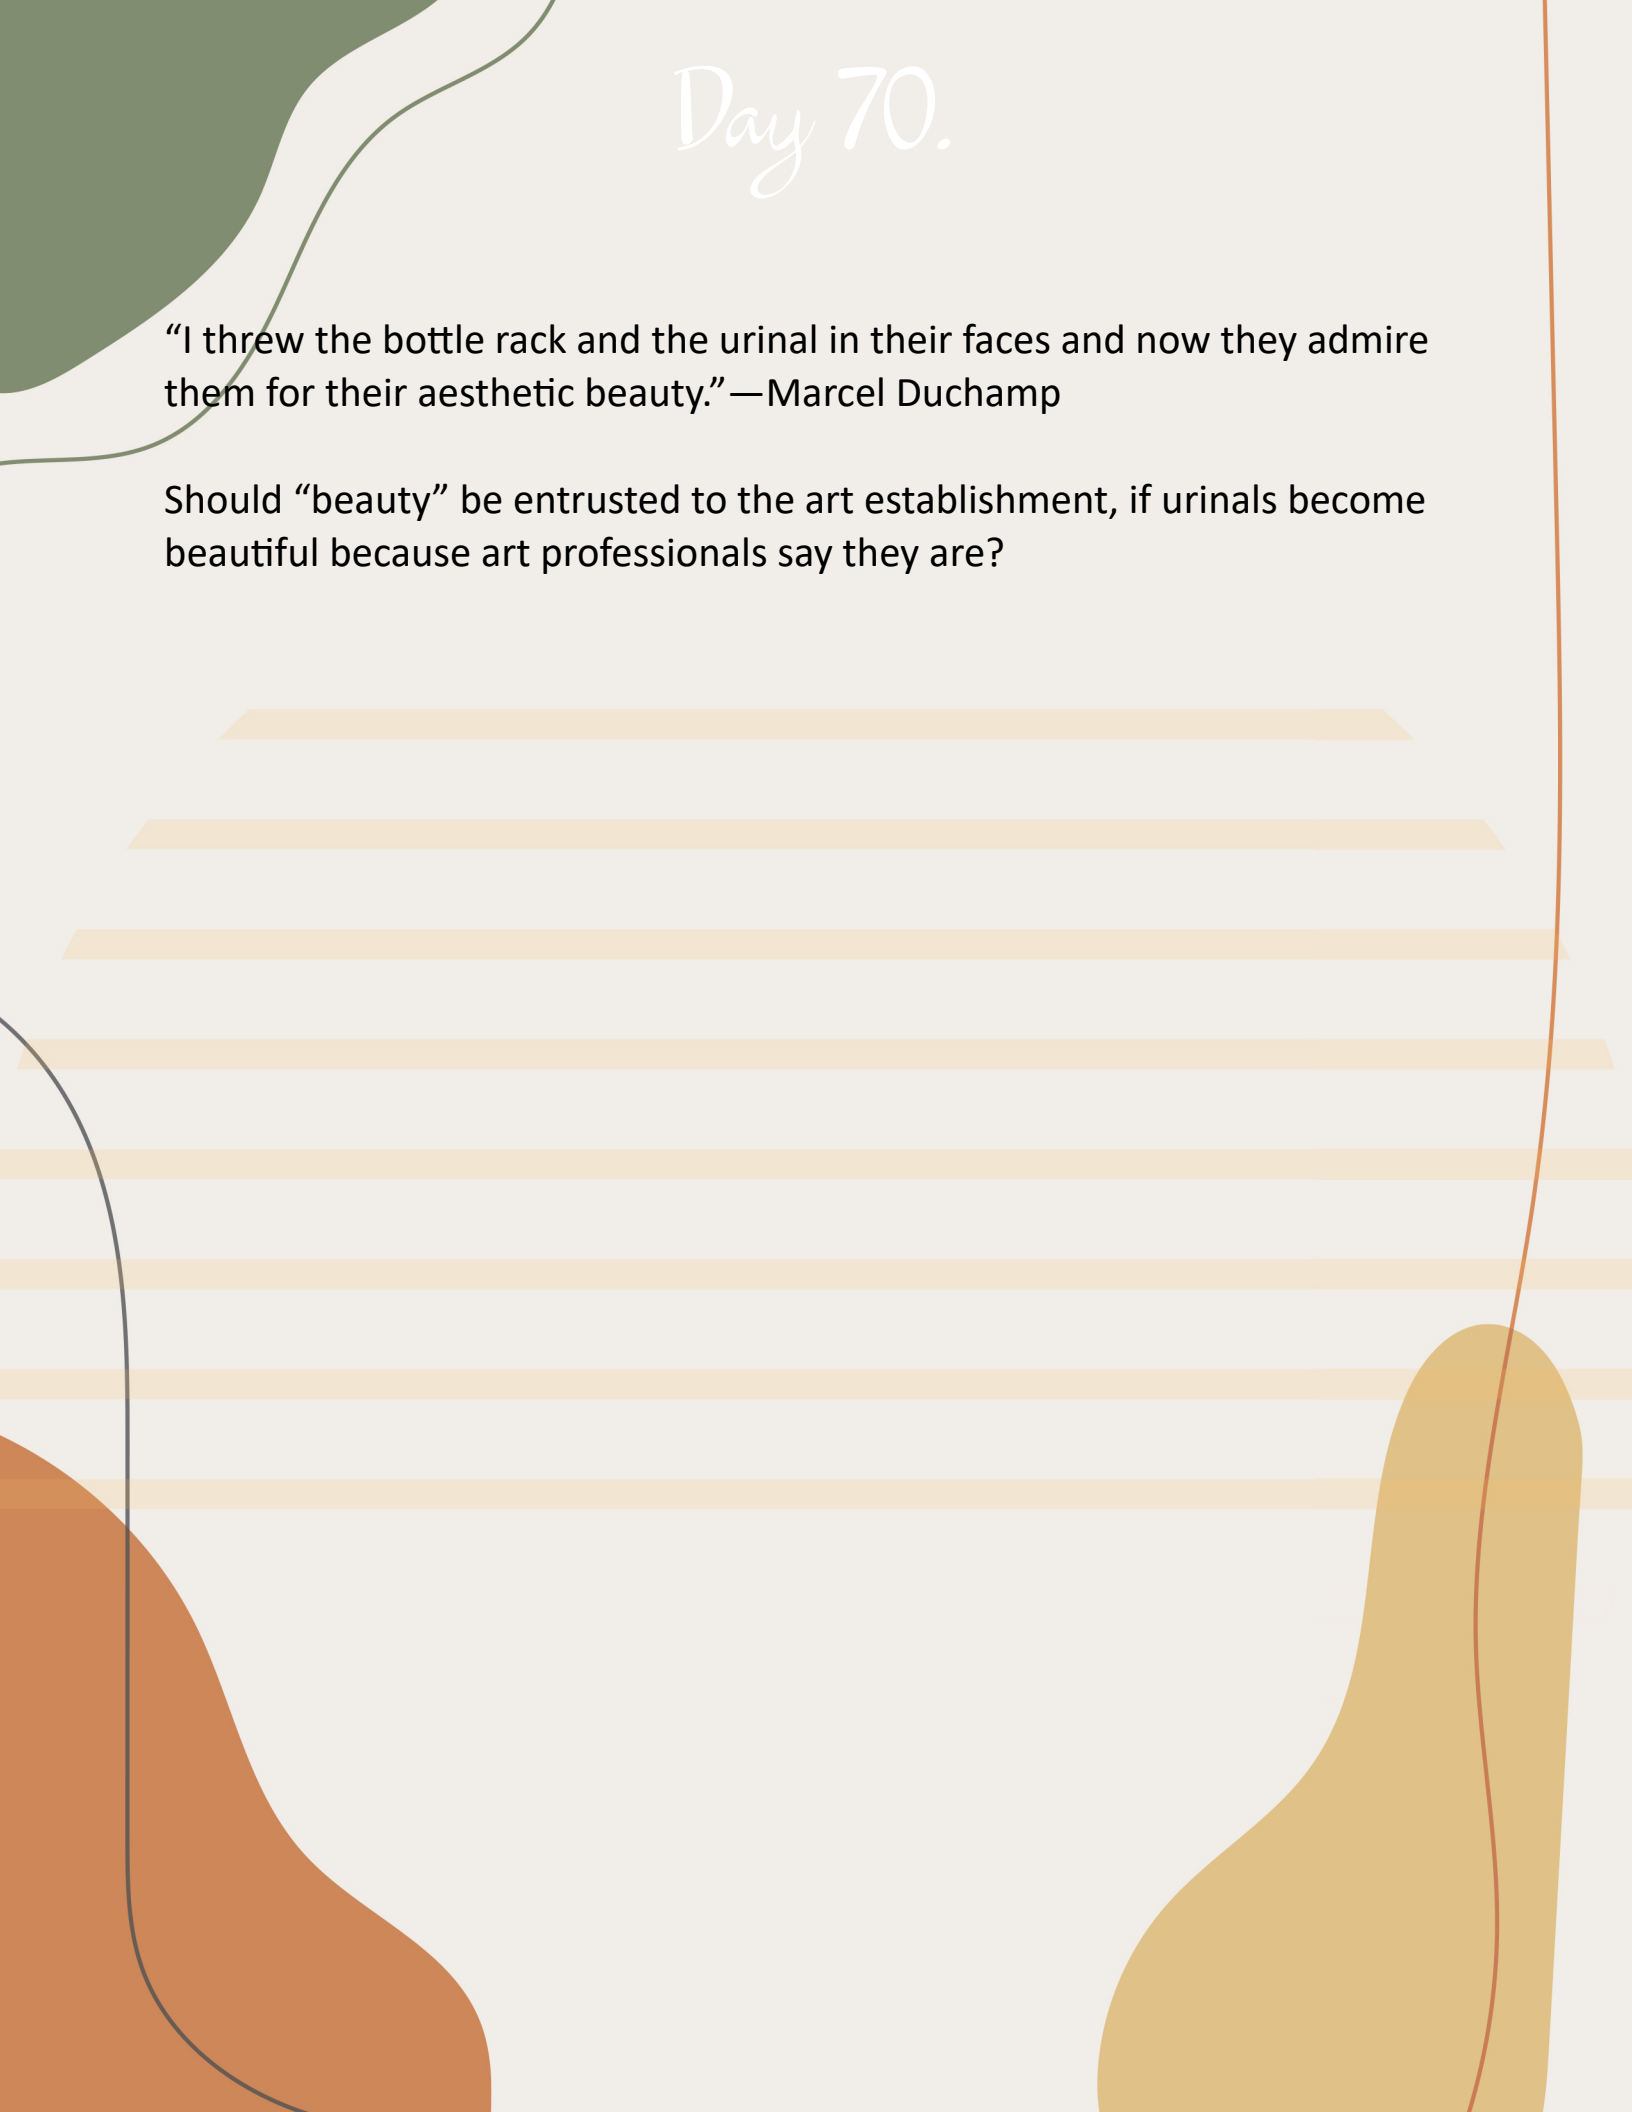 Day 70.
“I threw the bottle rack and the urinal in their faces and now they admire
them for their aesthetic beauty.”—Marcel Duchamp
Should “beauty” be entrusted to the art establishment, if urinals become
beautiful because art professionals say they are?